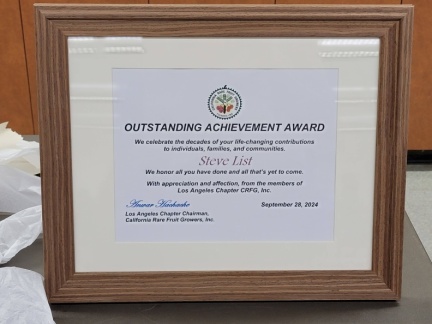 OUTSTANDING ACHIEVEMENT AWARD
We celebrate the decades of your life-changing contributions
to individuals, families, and communities.
Steve List
We honor all you have done and all that's yet to come.
With appreciation and affection, from the members of
Los Angeles Chapter CRFG, Inc.
Anwar Hachache September 28, 2024
Los Angeles Chapter Chairman,
California Rare Fruit Growers, Inc.